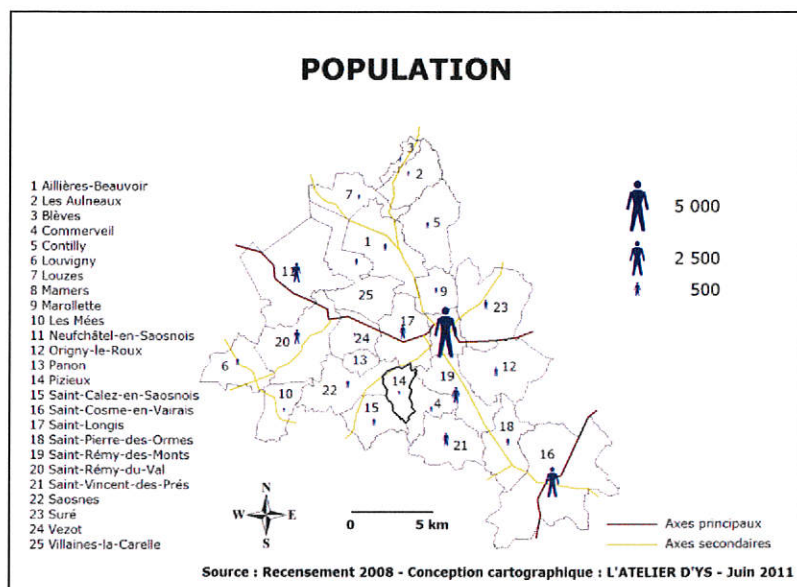 POPULATION
1 Aillières-Beauvoir
2 Les Aulneaux
3 Blèves
4 Commerveil
5 Contilly
6 Louvigny
7 Louzes
8 Mamers
9 Marollette
10 Les Mées
11 Neufchâtel-en-Saosnois
12 Origny-le-Roux
13 Panon
14 Pizieux
15 Saint-Calez-en-Saosnois
16 Saint-Cosme-en-Vairais
17 Saint-Longis
18 Saint-Pierre-des-Ormes
19 Saint-Rémy-des-Monts
20 Saint-Rémy-du-Val
21 Saint-Vincent-des-Prés
22 Saosnes
23 Suré
24 Vezot
25 Villaines-la-Carelle
3
2
7
5
1
11
25
9
23
17
20
24
13
6
19
12
22
14
10
4
15
18
21
16
5 000
2 500
500
N
W E
S
0 5 km
Axes principaux
Axes secondaires
Source : Recensement 2008 - Conception cartographique : L'ATELIER D'YS - Juin 2011